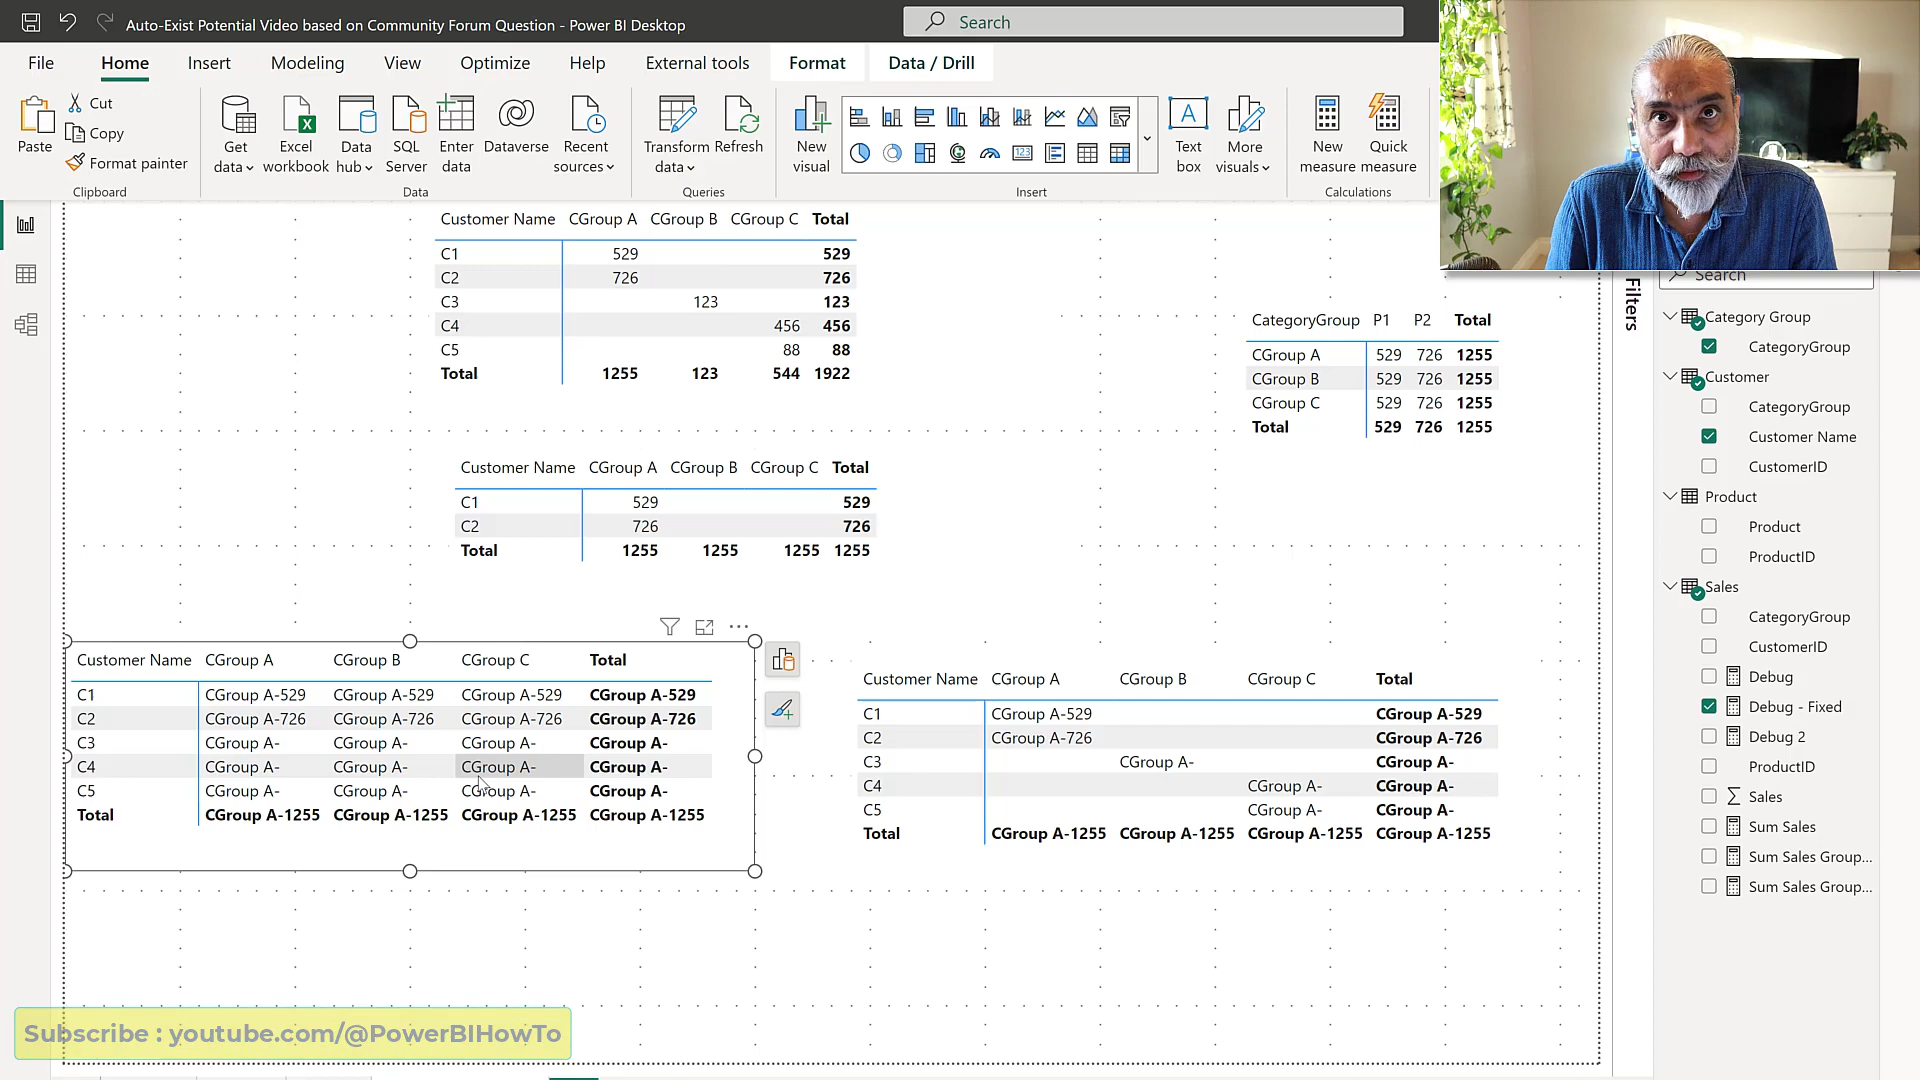 Auto-Exist Potential Video based on Community Forum Question - Power BI Desktop
Search
File Home Insert Modeling View Optimize Help External tools Format Data / Drill
Paste
Cut
Copy
Format painter
Clipboard
Get data
Excel workbook
Data hub
SQL Server
Enter data
Dataverse
Recent sources
Data
Transform data
Refresh
Queries
New visual
Text box
More visuals
Insert
New measure
Quick measure
Calculations
Customer Name CGroup A CGroup B CGroup C Total
C1 529 529
C2 726 726
C3 123 123
C4 456 456
C5 88 88
Total 1255 123 544 1922
CategoryGroup P1 P2 Total
CGroup A 529 726 1255
CGroup B 529 726 1255
CGroup C 529 726 1255
Total 529 726 1255
Customer Name CGroup A CGroup B CGroup C Total
C1 529 529
C2 726 726
Total 1255 1255 1255 1255
Customer Name CGroup A CGroup B CGroup C Total
C1 CGroup A-529 CGroup A-529 CGroup A-529 CGroup A-529
C2 CGroup A-726 CGroup A-726 CGroup A-726 CGroup A-726
C3 CGroup A- CGroup A- CGroup A- CGroup A-
C4 CGroup A- CGroup A- CGroup A- CGroup A-
C5 CGroup A- CGroup A- CGroup A- CGroup A-
Total CGroup A-1255 CGroup A-1255 CGroup A-1255 CGroup A-1255
Customer Name CGroup A CGroup B CGroup C Total
C1 CGroup A-529 CGroup A-529
C2 CGroup A-726 CGroup A-726
C3 CGroup A- CGroup A-
C4 CGroup A- CGroup A-
C5 CGroup A- CGroup A-
Total CGroup A-1255 CGroup A-1255 CGroup A-1255 CGroup A-1255
Filters
Search
Category Group
CategoryGroup
Customer
CategoryGroup
Customer Name
CustomerID
Product
Product
ProductID
Sales
CategoryGroup
CustomerID
Debug
Debug - Fixed
Debug 2
ProductID
Sales
Sum Sales
Sum Sales Group...
Sum Sales Group...
Subscribe : youtube.com/@PowerBIHowTo